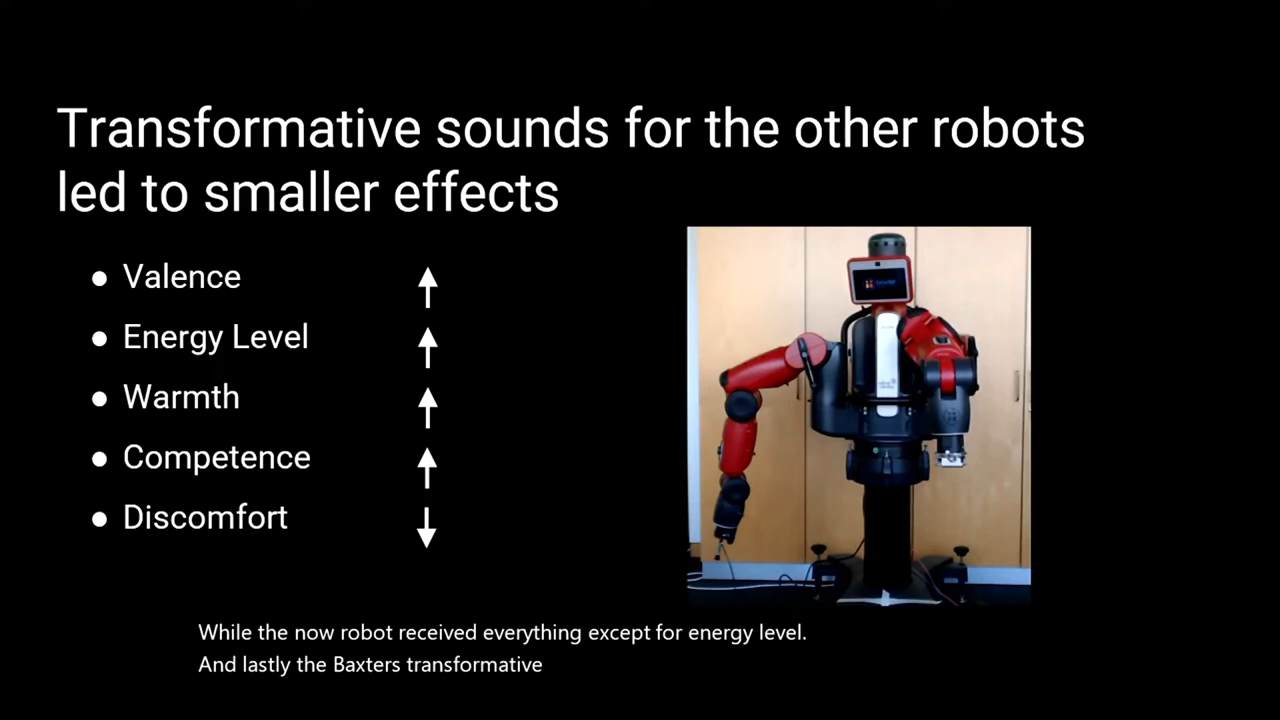 Transformative sounds for the other robots
led to smaller effects
● Valence ↑
● Energy Level ↑
● Warmth ↑
● Competence ↑
● Discomfort ↓
While the now robot received everything except for energy level.
And lastly the Baxters transformative